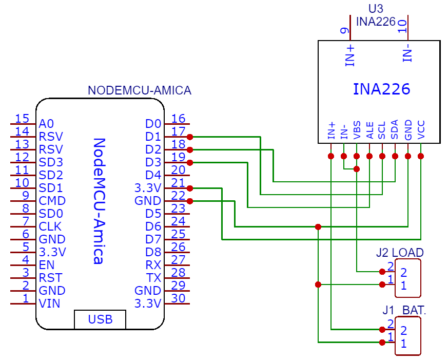 U3
INA226
9
10
IN+
IN-
INA226
IN+
IN-
VBS
ALE
SCL
SDA
GND
VCC
NODEMCU-AMICA
NodeMCU-Amica
15 A0
14 RSV
13 RSV
12 SD3
11 SD2
10 SD1
9 CMD
8 SD0
7 CLK
6 GND
5 3.3V
4 EN
3 RST
2 GND
1 VIN
D0 16
D1 17
D2 18
D3 19
D4 20
3.3V 21
GND 22
D5 23
D6 24
D7 25
D8 26
RX 27
TX 28
GND 29
3.3V 30
USB
J2 LOAD
2 2
1 1
J1 BAT.
2 2
1 1